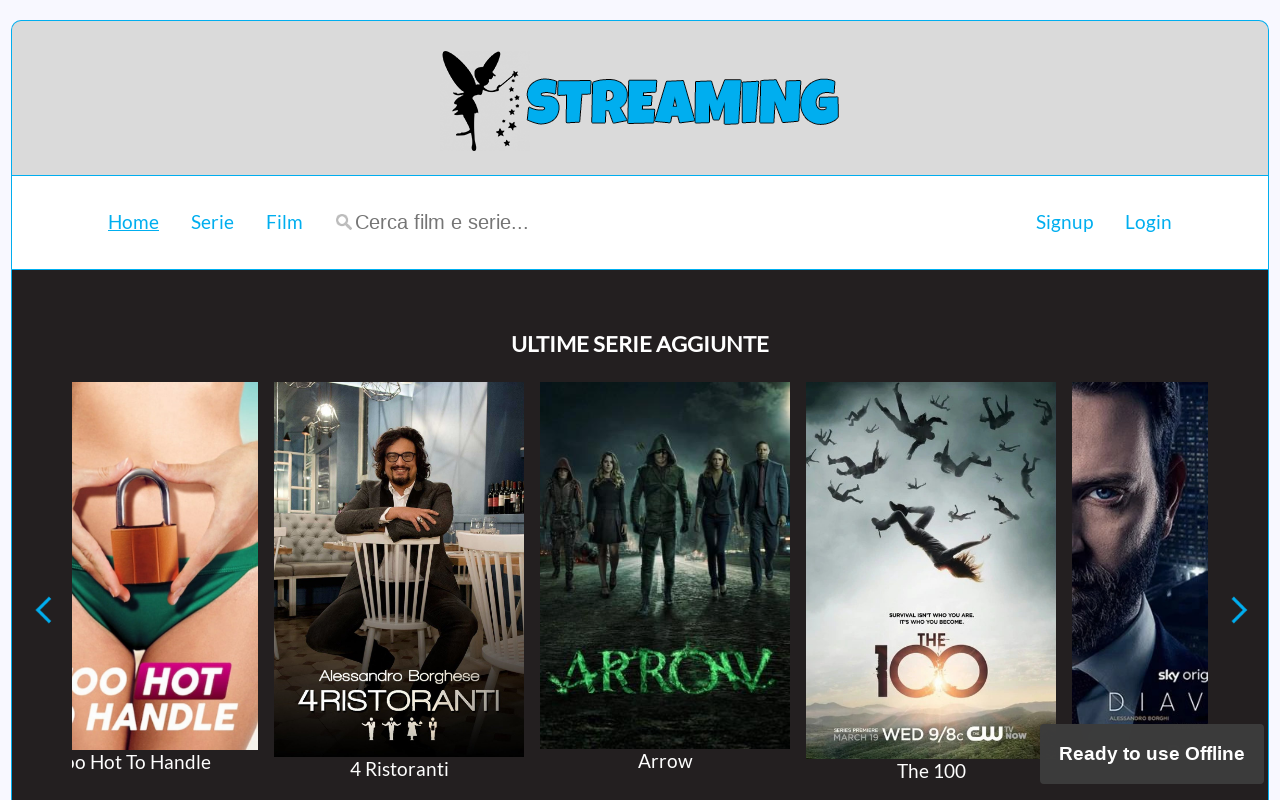 STREAMING
Home Serie Film Cerca film e serie... Signup Login
ULTIME SERIE AGGIUNTE
OO HOT
HANDLE
oo Hot To Handle
Alessandro Borghese
4 RISTORANTI
4 Ristoranti
ARROW
Arrow
SURVIVAL ISN'T WHO YOU ARE.
IT'S WHO YOU BECOME.
THE
100
SERIES PREMIERE
MARCH 19 WED 9/8c THE CW TV NOW
The 100
sky orig
DIAV
ALESSANDRO BORGHI
Ready to use Offline